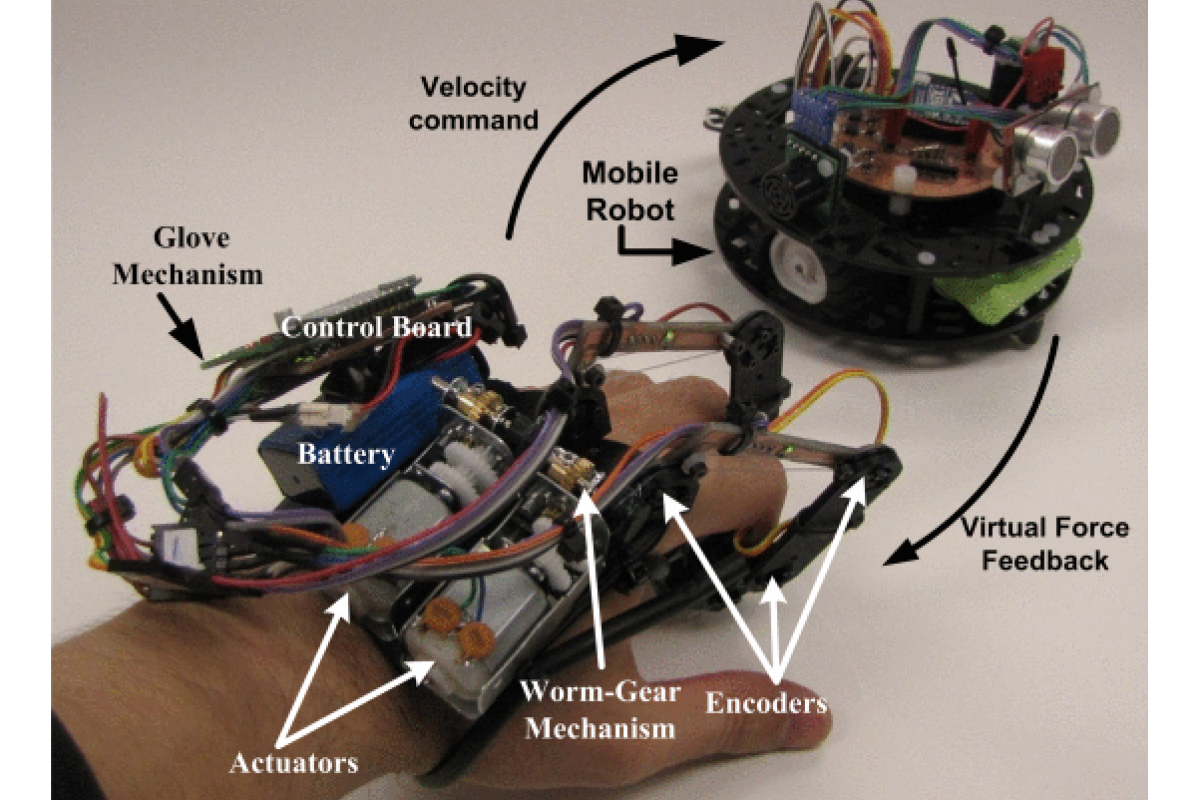 Velocity
command
Mobile
Robot
Glove
Mechanism
Control Board
Battery
Virtual Force
Feedback
Worm-Gear
Mechanism
Encoders
Actuators